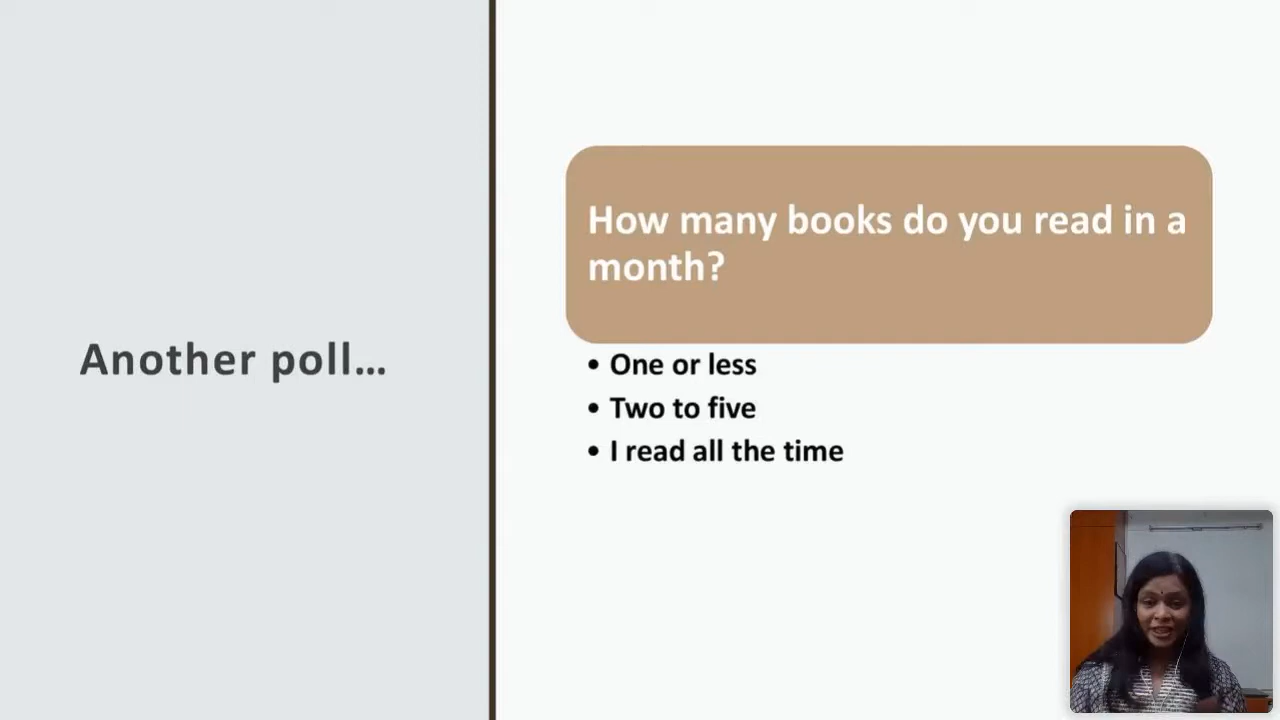 Another poll...
How many books do you read in a
month?
• One or less
• Two to five
• I read all the time